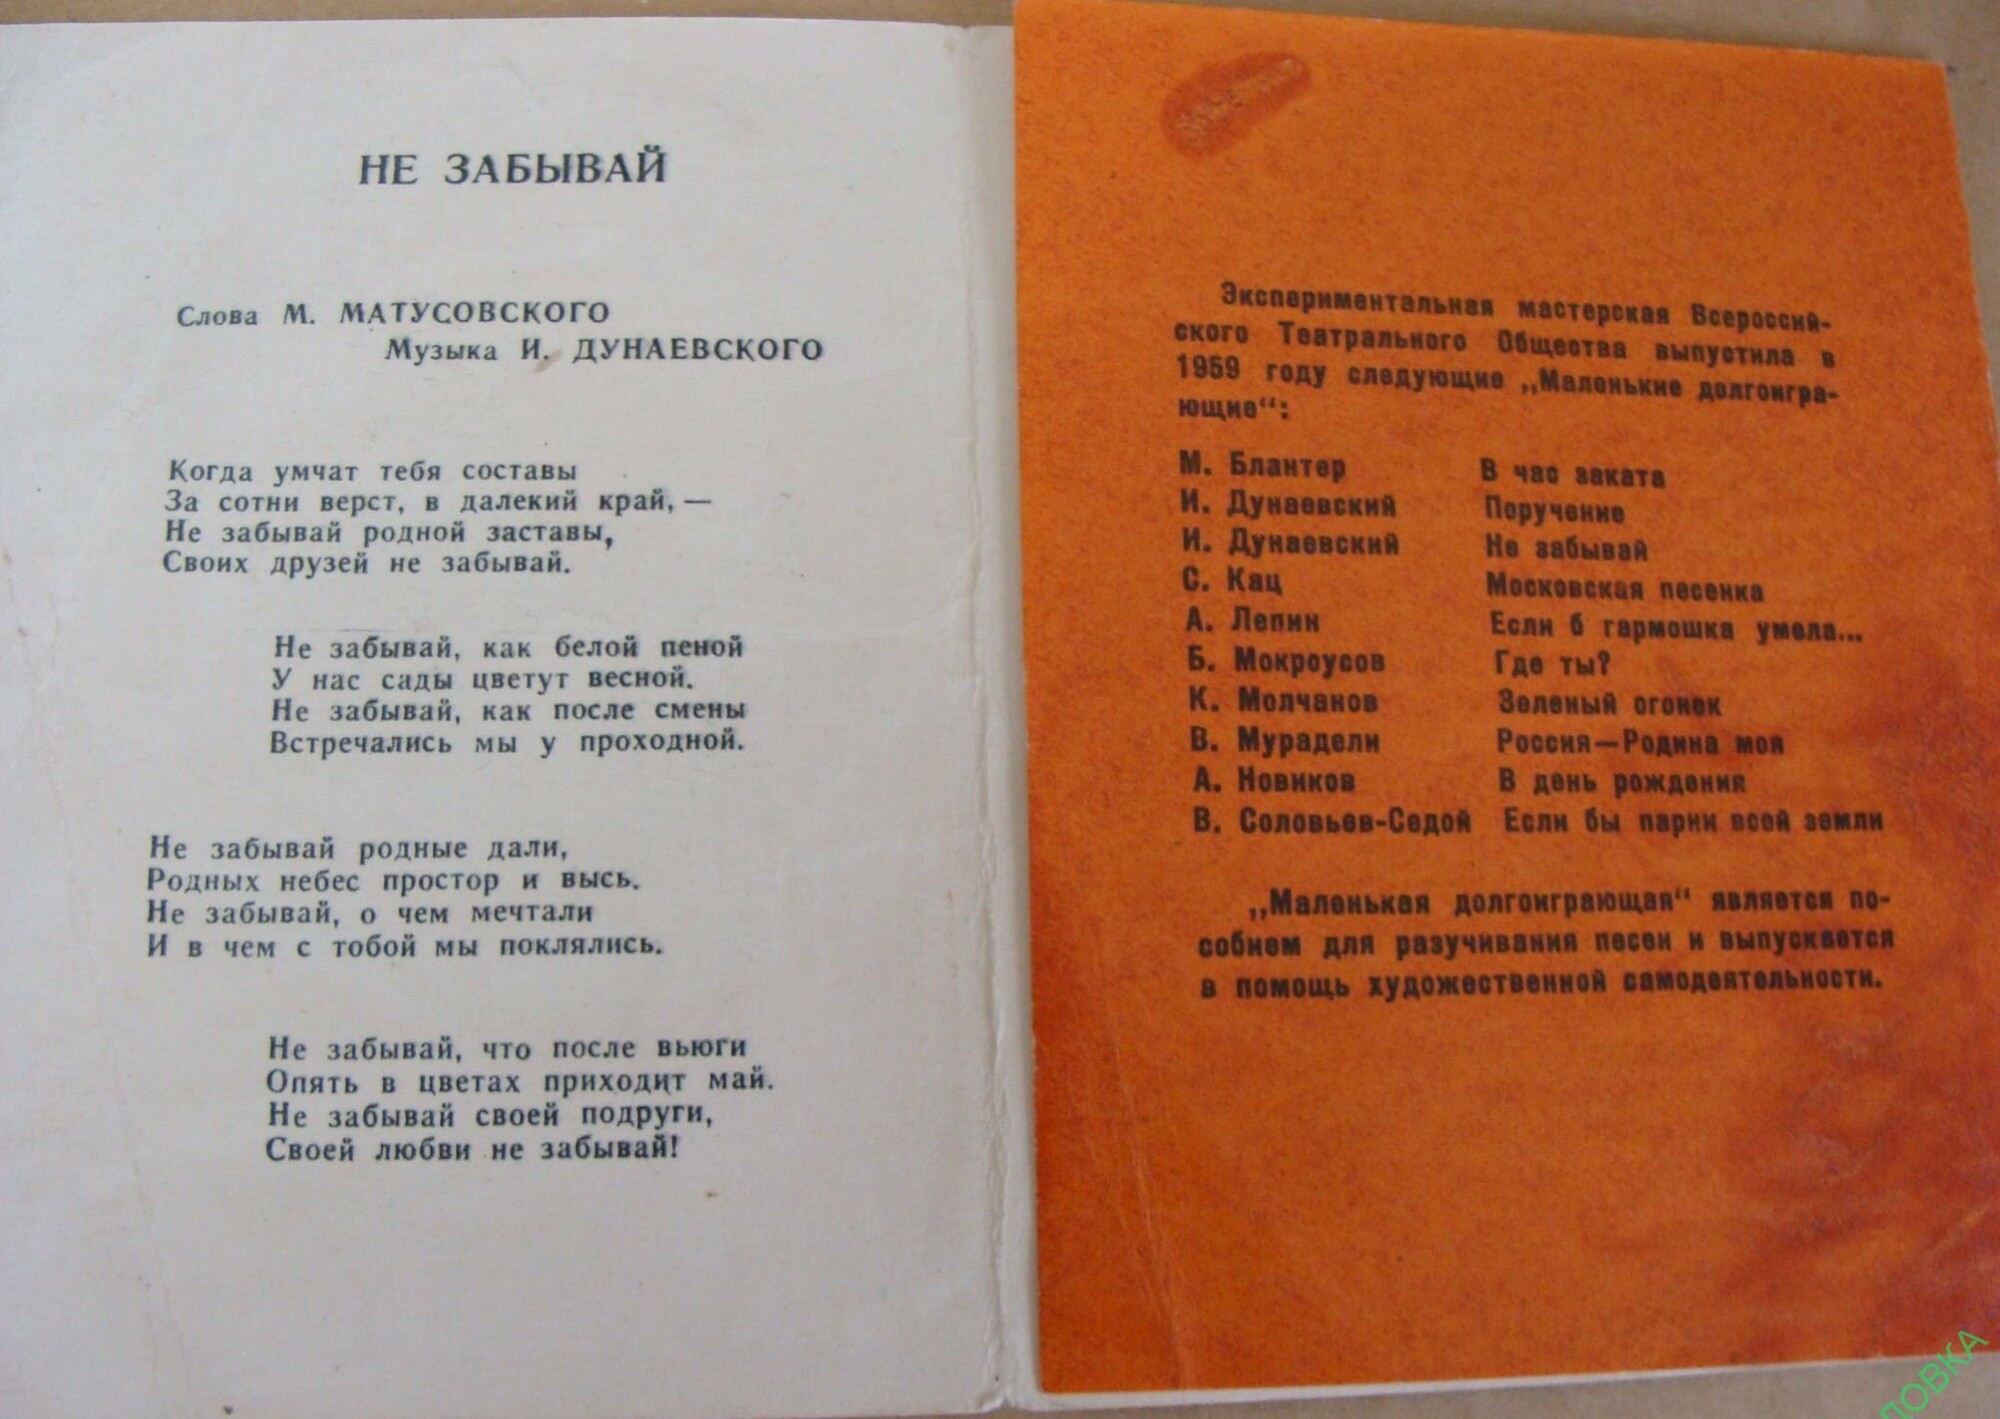 НЕ ЗАБЫВАЙ
Слова М. МАТУСОВСКОГО
Музыка И. ДУНАЕВСКОГО
Когда умчат тебя составы
За сотни верст, в далекий край, —
Не забывай родной заставы,
Своих друзей не забывай.
Не забывай, как белой пеной
У нас сады цветут весной.
Не забывай, как после смены
Встречались мы у проходной.
Не забывай родные дали,
Родных небес простор и высь.
Не забывай, о чем мечтали
И в чем с тобой мы поклялись.
Не забывай, что после вьюги
Опять в цветах приходит май.
Не забывай своей подруги,
Своей любви не забывай!
Экспериментальная мастерская Всероссий-
ского Театрального Общества выпустила в
1959 году следующие „Маленькие долгоигра-
ющие“:
М. Блантер В час заката
И. Дунаевский Поручение
И. Дунаевский Не забывай
С. Кац Московская песенка
А. Лепин Если б гармошка умела...
Б. Мокроусов Где ты?
К. Молчанов Зеленый огонек
В. Мурадели Россия—Родина моя
А. Новиков В день рождения
В. Соловьев-Седой Если бы парни всей земли
„Маленькая долгоиграющая“ является по-
собием для разучивания песен и выпускается
в помощь художественной самодеятельности.